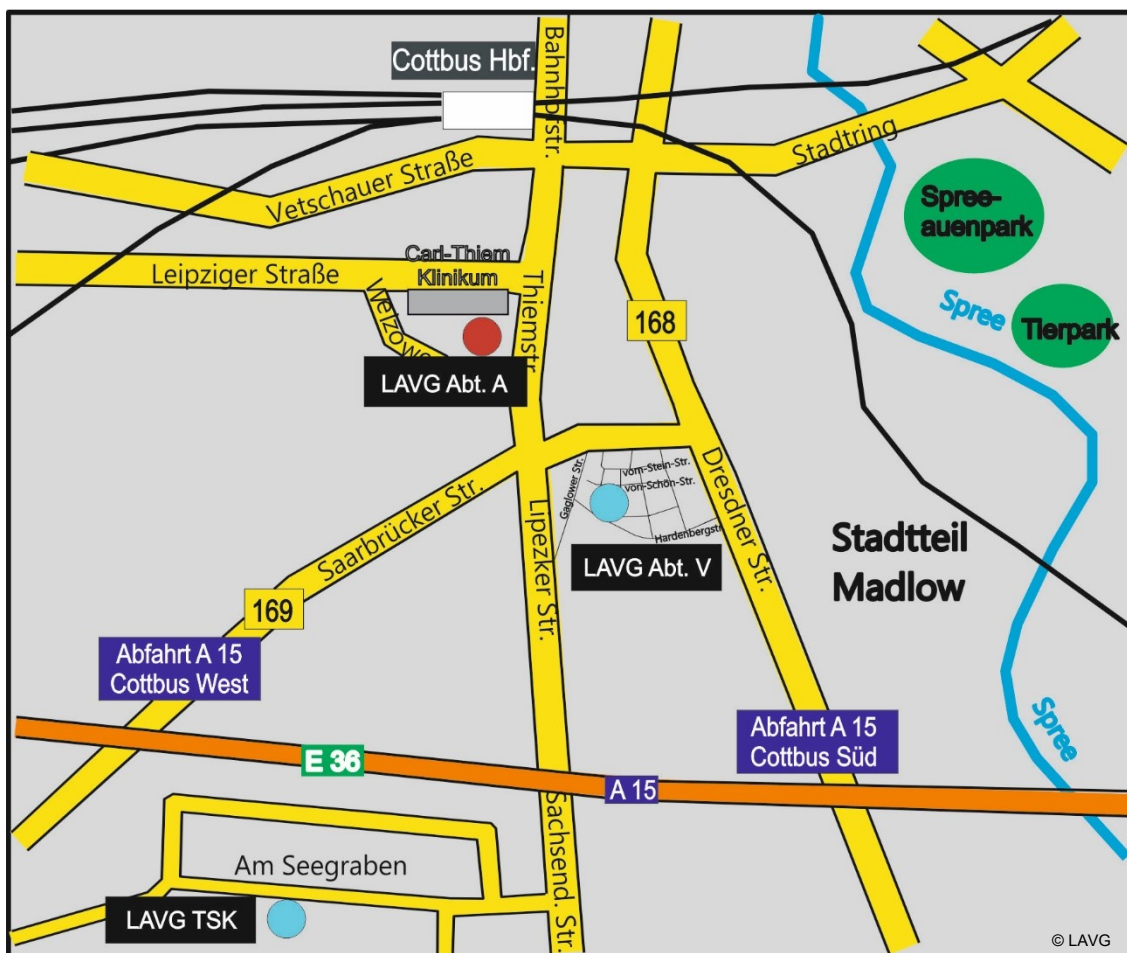 Cottbus Hbf.
Bahnhofstr.
Stadtring
Vetschauer Straße
Spree-
auenpark
Carl-Thiem
Klinikum
Leipziger Straße
Welzower
Thiemstr.
168
Spree
Tierpark
LAVG Abt. A
Gaglower Str.
vom-Stein-Str.
von-Schön-Str.
Hardenbergstr.
Dresdner Str.
Saarbrücker Str.
Lipezker Str.
LAVG Abt. V
Stadtteil
Madlow
169
Abfahrt A 15
Cottbus West
Abfahrt A 15
Cottbus Süd
Spree
E 36
A 15
Sachsend. Str.
Am Seegraben
LAVG TSK
© LAVG